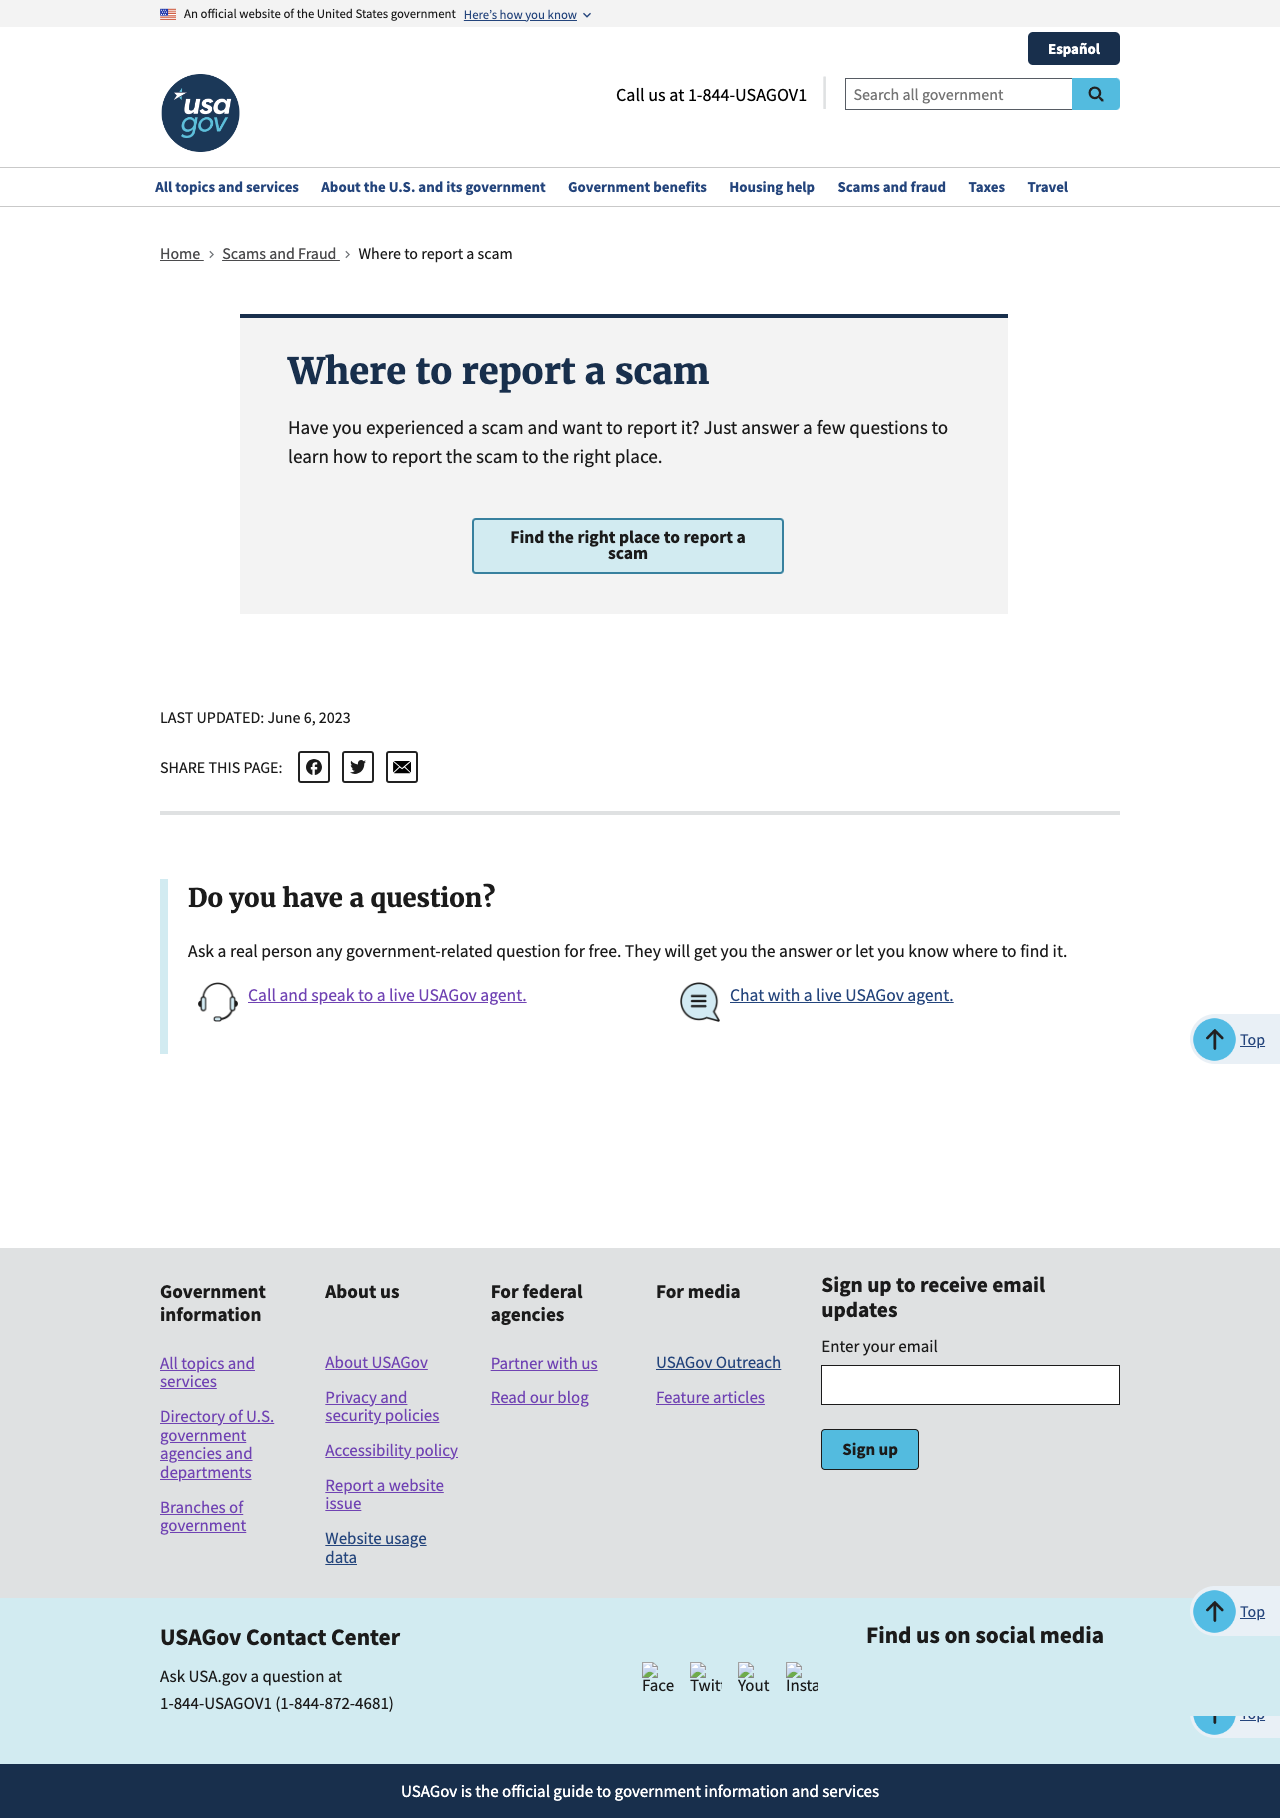 An official website of the United States government Here's how you know
Español
usa
gov
Call us at 1-844-USAGOV1
Search all government
All topics and services About the U.S. and its government Government benefits Housing help Scams and fraud Taxes Travel
Home Scams and Fraud Where to report a scam
Where to report a scam
Have you experienced a scam and want to report it? Just answer a few questions to
learn how to report the scam to the right place.
Find the right place to report a
scam
LAST UPDATED: June 6, 2023
SHARE THIS PAGE:
Do you have a question?
Ask a real person any government-related question for free. They will get you the answer or let you know where to find it.
Call and speak to a live USAGov agent.
Chat with a live USAGov agent.
Top
Government
information
All topics and
services
Directory of U.S.
government
agencies and
departments
Branches of
government
About us
About USAGov
Privacy and
security policies
Accessibility policy
Report a website
issue
Website usage
data
For federal
agencies
Partner with us
Read our blog
For media
USAGov Outreach
Feature articles
Sign up to receive email
updates
Enter your email
Sign up
Top
USAGov Contact Center
Ask USA.gov a question at
1-844-USAGOV1 (1-844-872-4681)
Find us on social media
Face Twitt Yout Insta
Top
USAGov is the official guide to government information and services